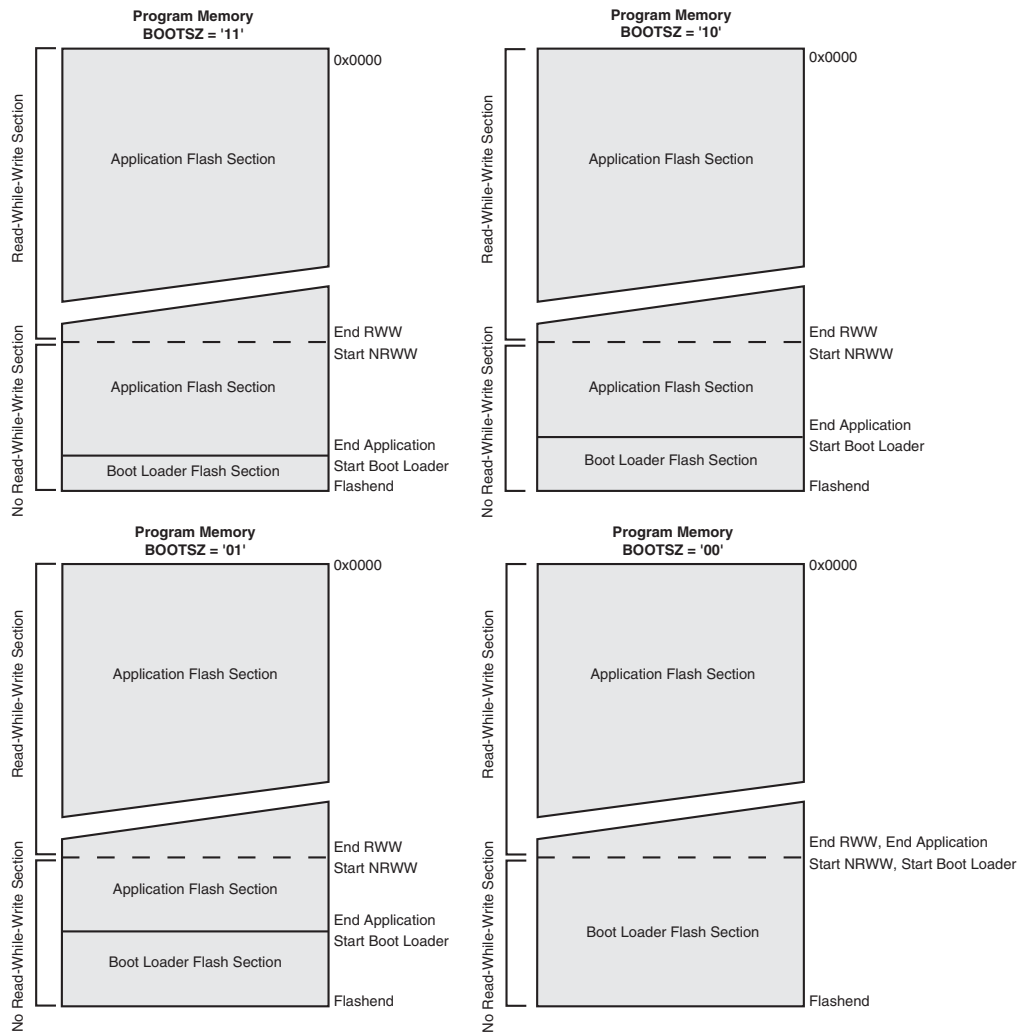 Program Memory
BOOTSZ = '11'
0x0000
Read-While-Write Section
Application Flash Section
End RWW
Start NRWW
No Read-While-Write Section
Application Flash Section
End Application
Start Boot Loader
Boot Loader Flash Section
Flashend
Program Memory
BOOTSZ = '10'
0x0000
Read-While-Write Section
Application Flash Section
End RWW
Start NRWW
No Read-While-Write Section
Application Flash Section
End Application
Start Boot Loader
Boot Loader Flash Section
Flashend
Program Memory
BOOTSZ = '01'
0x0000
Read-While-Write Section
Application Flash Section
End RWW
Start NRWW
No Read-While-Write Section
Application Flash Section
End Application
Start Boot Loader
Boot Loader Flash Section
Flashend
Program Memory
BOOTSZ = '00'
0x0000
Read-While-Write Section
Application Flash Section
End RWW, End Application
Start NRWW, Start Boot Loader
No Read-While-Write Section
Boot Loader Flash Section
Flashend